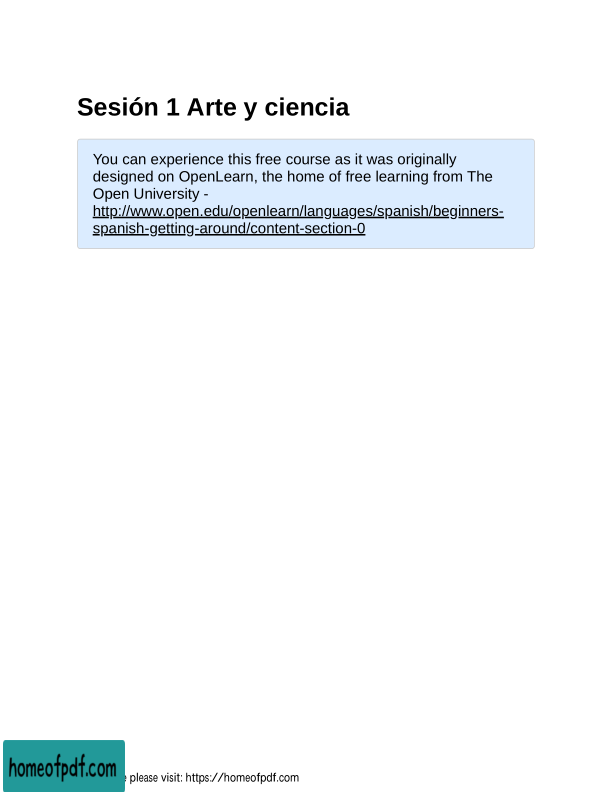 Sesión 1 Arte y ciencia
You can experience this free course as it was originally
designed on OpenLearn, the home of free learning from The
Open University -
http://www.open.edu/openlearn/languages/spanish/beginners-
spanish-getting-around/content-section-0
homeofpdf.com
please visit: https://homeofpdf.com